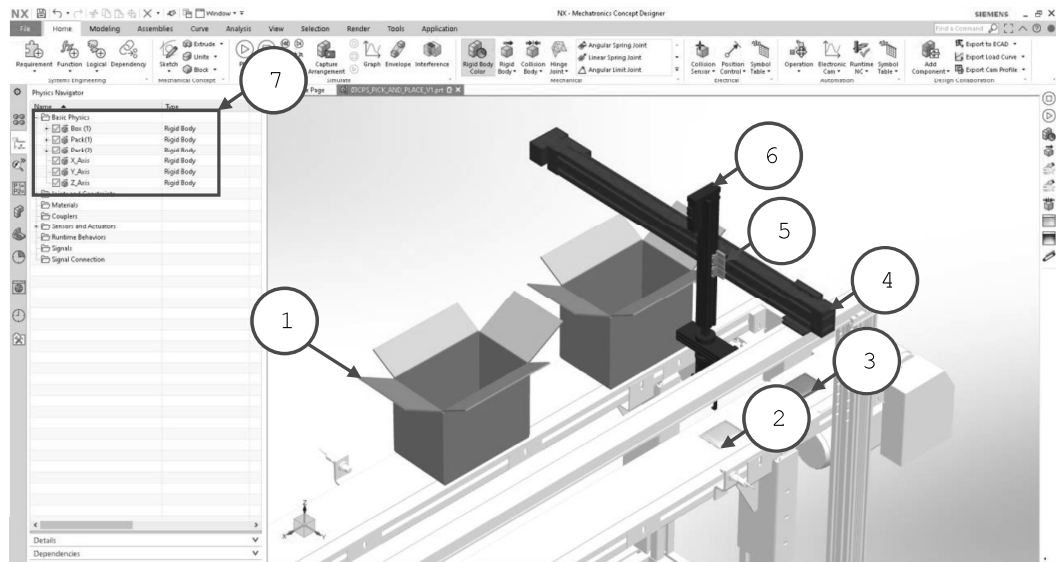 NX Window NX - Mechatronics Concept Designer SIEMENS
File Home Modeling Assemblies Curve Analysis View Selection Render Tools Application Find a Command
Requirement Function Logical Dependency
Systems Engineering
Sketch
Extrude
Unite
Block
Mechanical Concept
Capture Arrangement
Graph Envelope Interference
Simulate
Rigid Body Color
Rigid Body
Collision Body
Hinge Joint
Angular Spring Joint
Linear Spring Joint
Angular Limit Joint
Mechanical
Collision Sensor
Position Control
Symbol Table
Electrical
Operation
Electronic Cam
Runtime NC
Symbol Table
Automation
Add Component
Export to ECAD
Export Load Curve
Export Cam Profile
Design Collaboration
Physics Navigator
Page
Name Type
Basic Physics
Box (1) Rigid Body
Pack(1) Rigid Body
Pack(2) Rigid Body
X_Axis Rigid Body
Y_Axis Rigid Body
Z_Axis Rigid Body
Joints and Constraints
Materials
Couplers
Sensors and Actuators
Runtime Behaviors
Signals
Signal Connection
Details
Dependencies
7
6
5
4
1
3
2